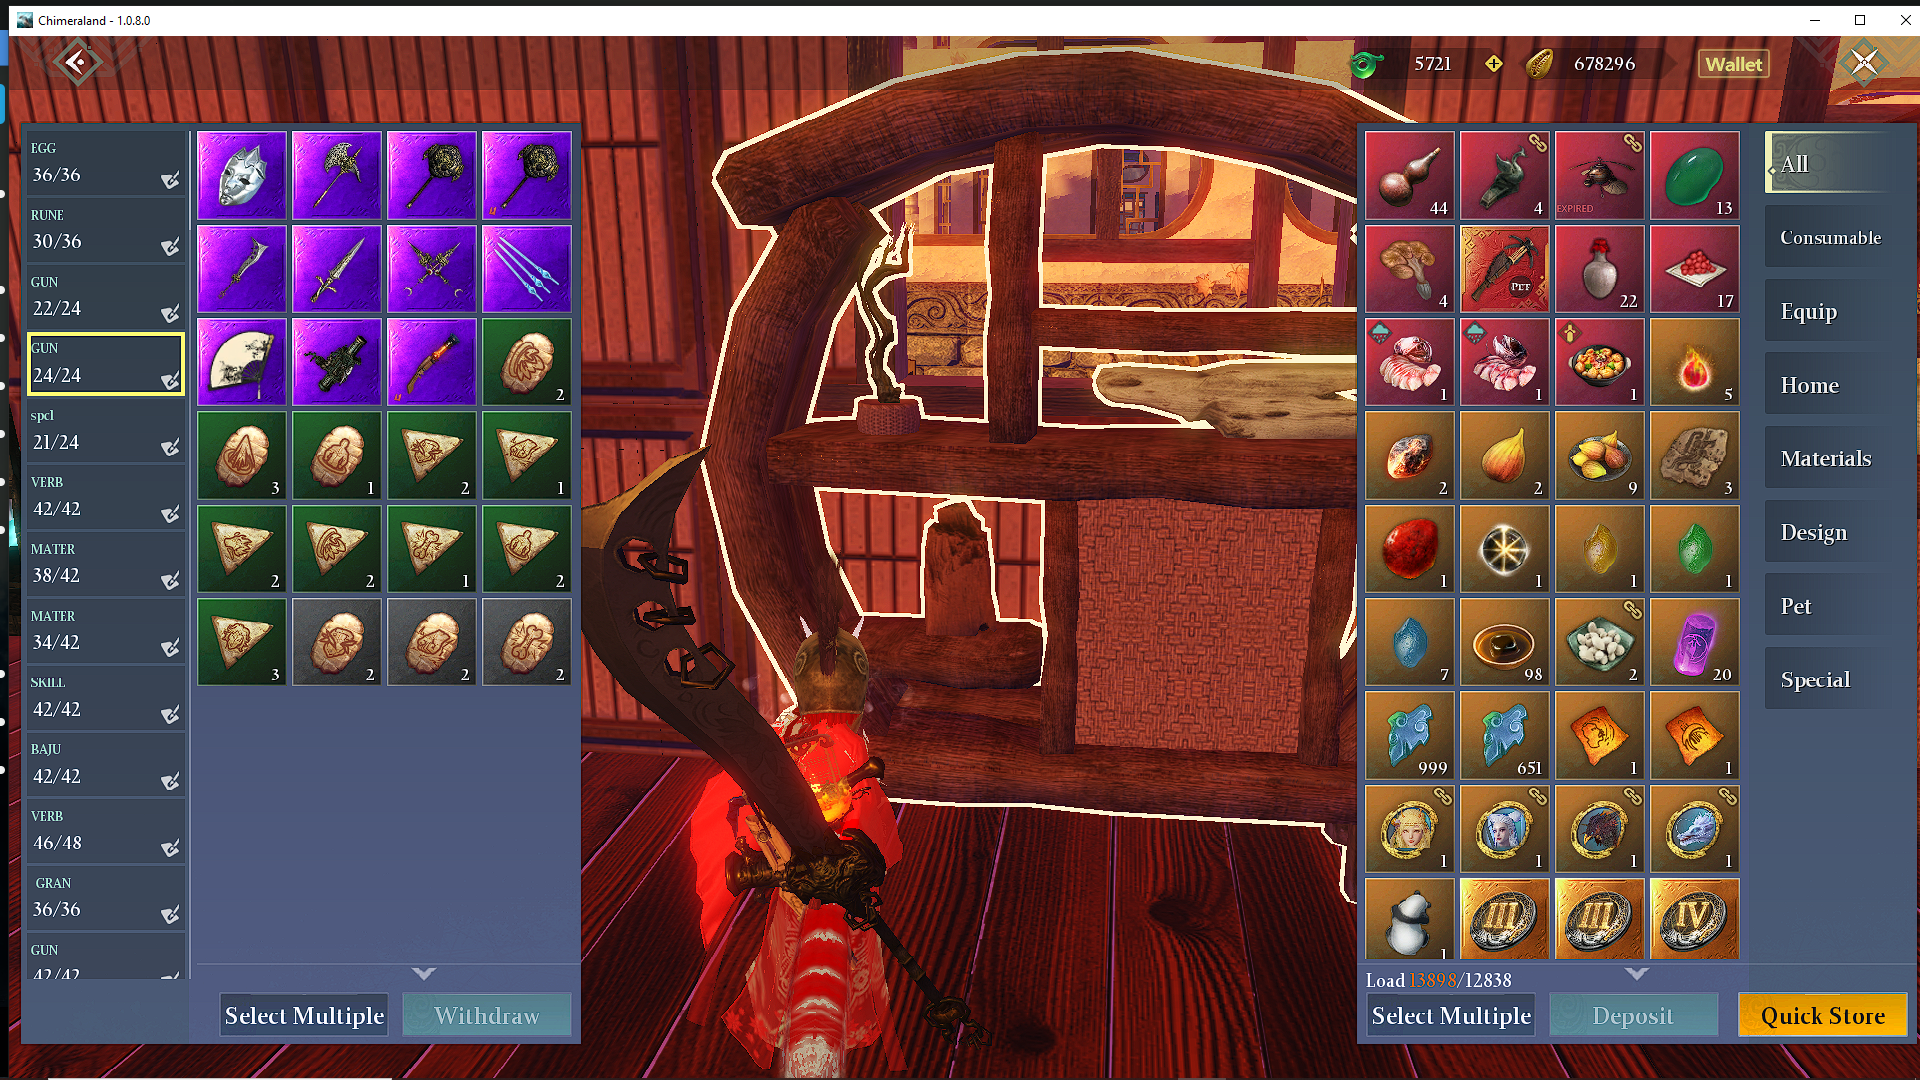 Chimeraland - 1.0.8.0
5721
678296
Wallet
EGG
36/36
RUNE
30/36
GUN
22/24
GUN
24/24
spcl
21/24
VERB
42/42
MATER
38/42
MATER
34/42
SKILL
42/42
BAJU
42/42
VERB
46/48
GRAN
36/36
GUN
42/42
2
3
1
2
1
2
2
1
2
3
2
2
2
Select Multiple
Withdraw
44
4
EXPIRED
13
4
PET
22
17
1
1
1
5
2
2
9
3
1
1
1
1
7
98
2
20
999
651
1
1
1
1
1
1
1
III
III
IV
Load 13898/12838
Select Multiple
Deposit
Quick Store
All
Consumable
Equip
Home
Materials
Design
Pet
Special